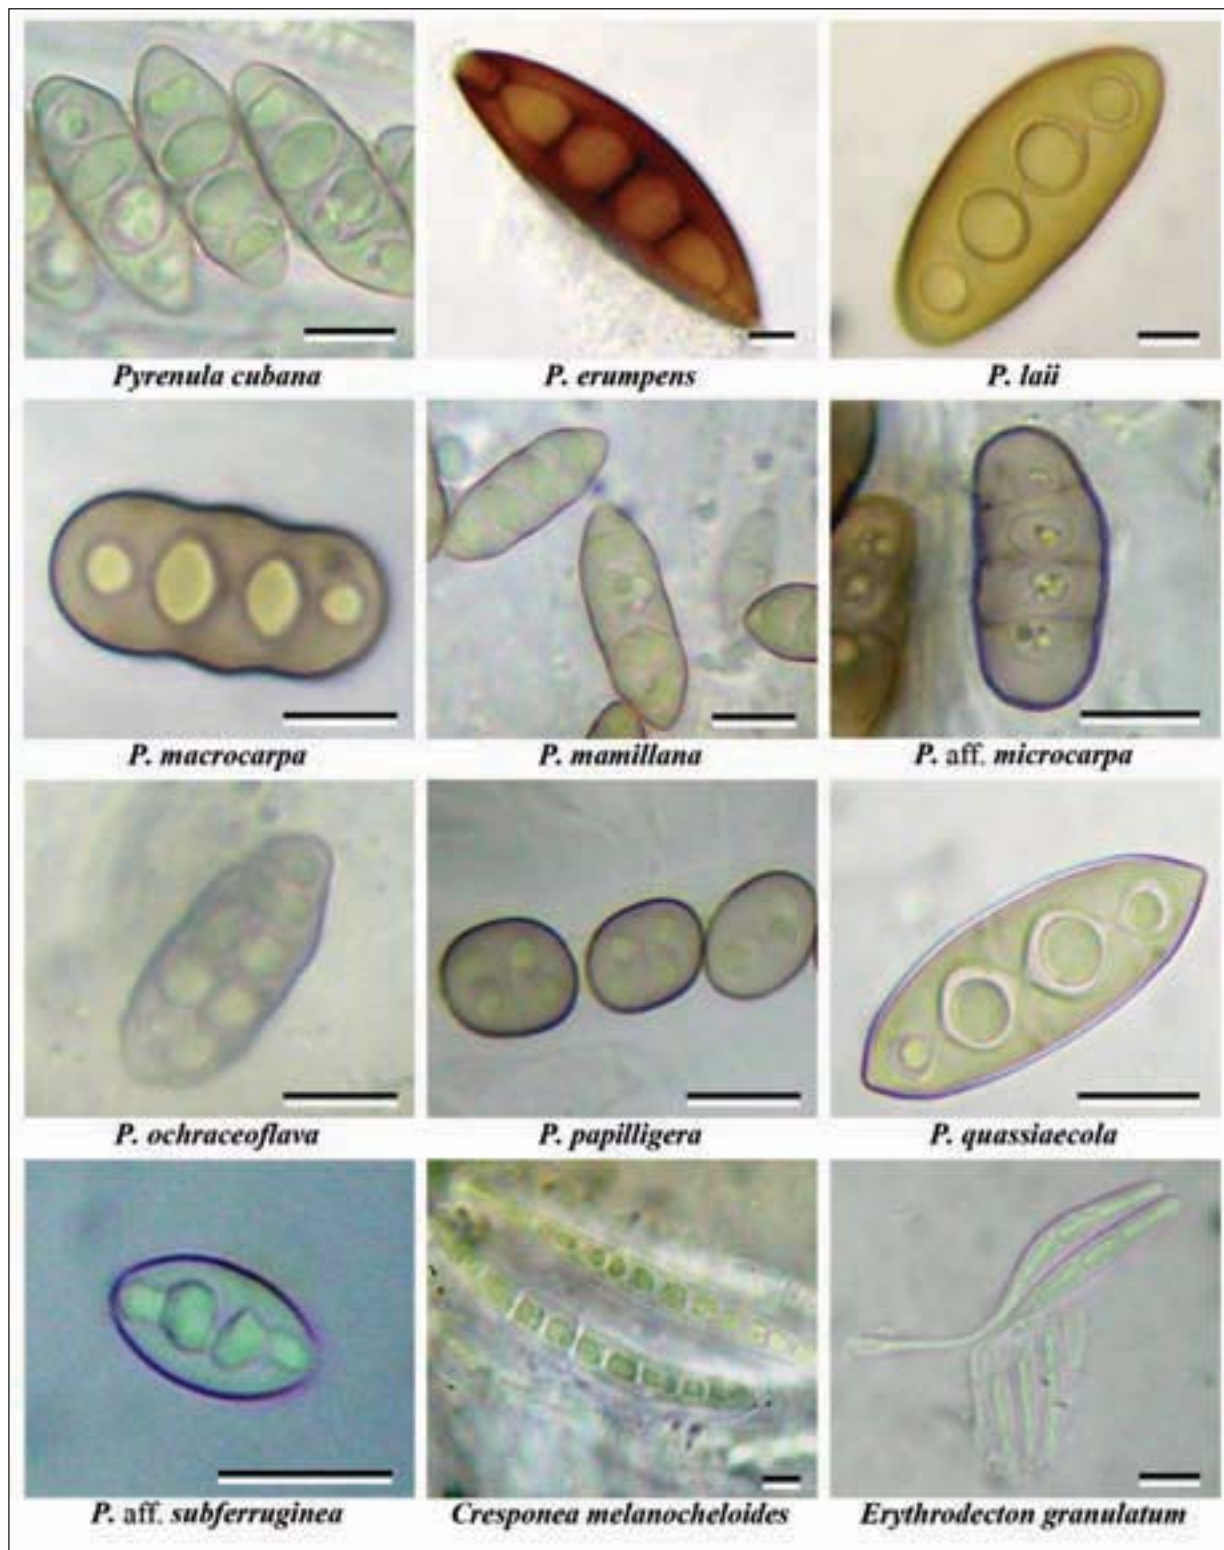 Pyrenula cubana
P. erumpens
P. laii
P. macrocarpa
P. mamillana
P. aff. microcarpa
P. ochraceoflava
P. papilligera
P. quassiaecola
P. aff. subferruginea
Cresponea melanocheloides
Erythrodecton granulatum